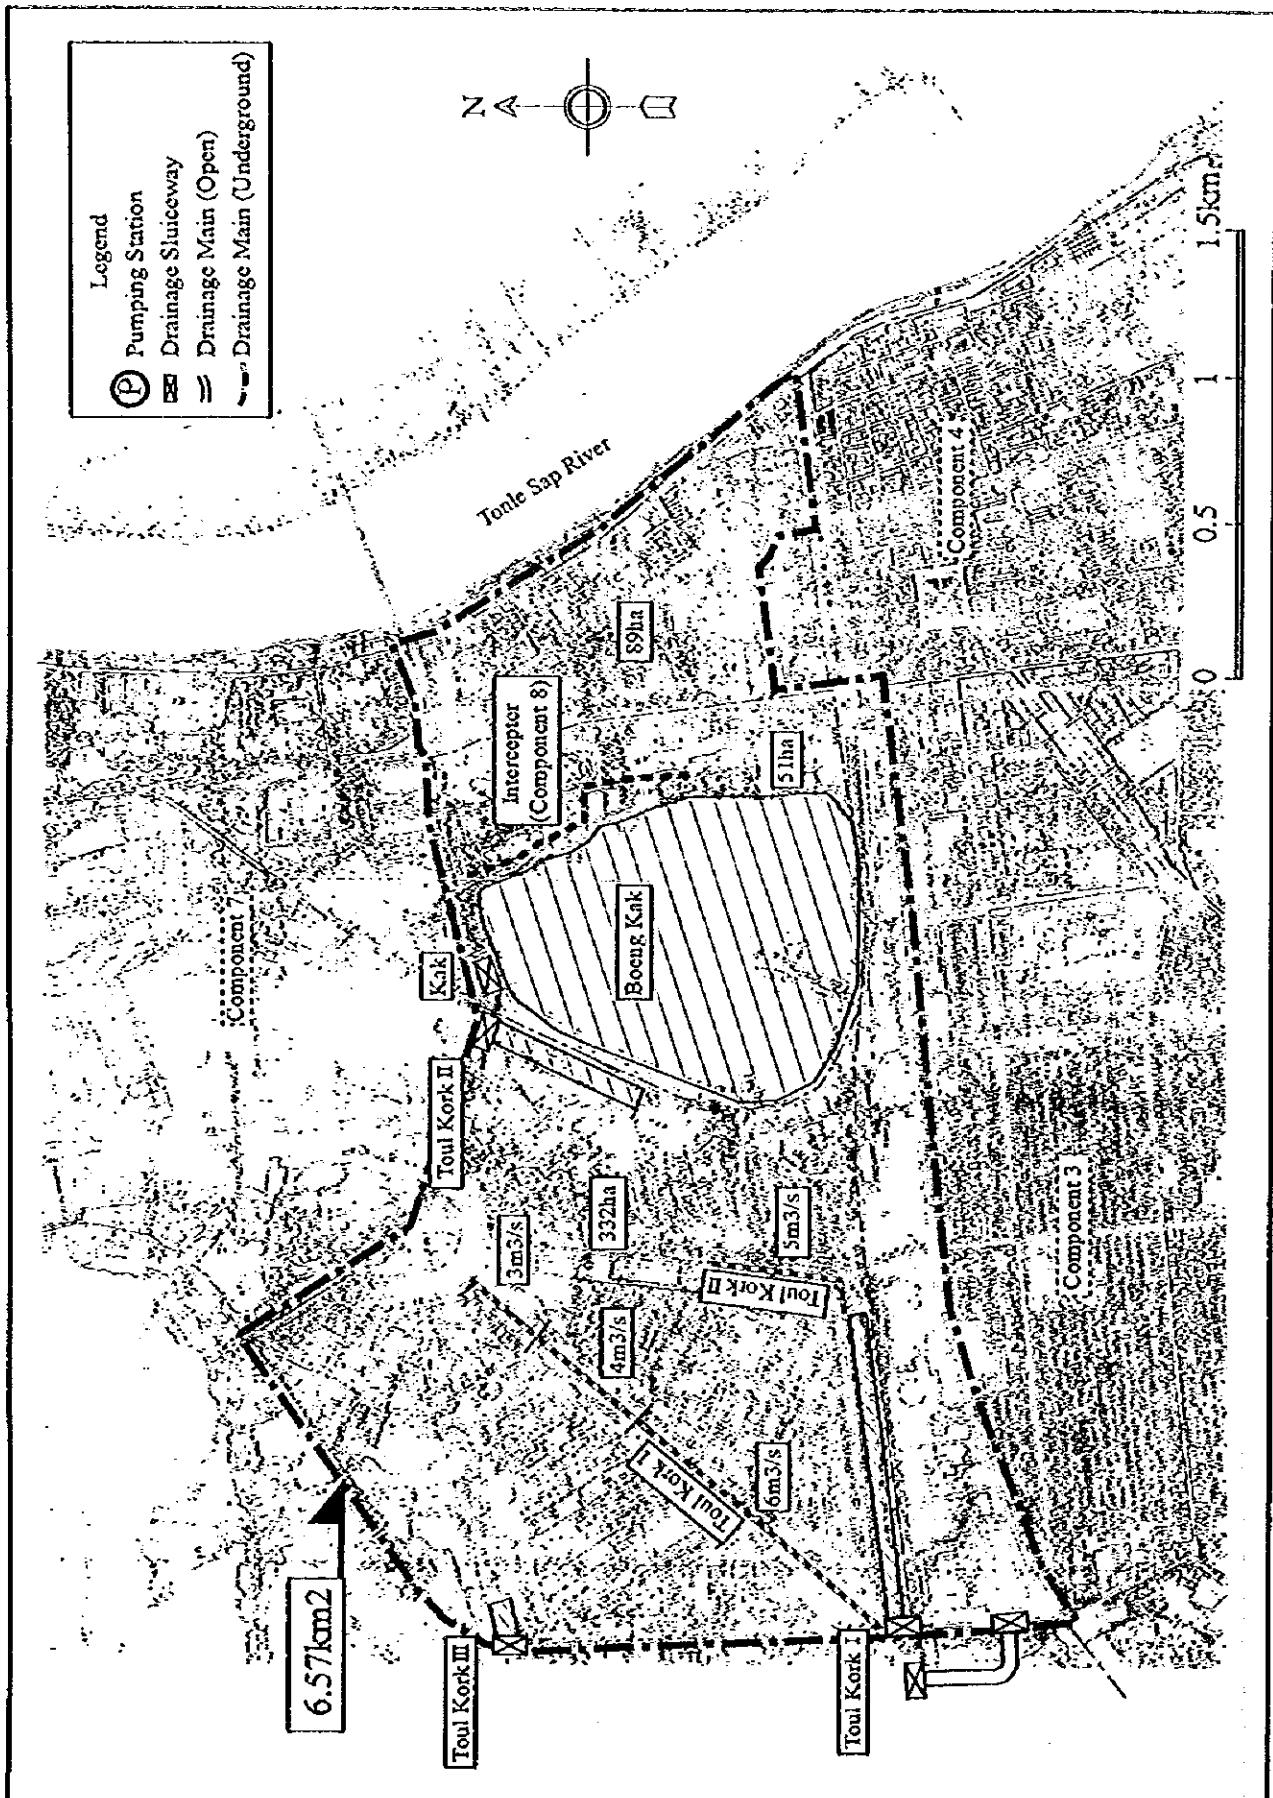 Legend
P Pumping Station
Drainage Sluiceway
Drainage Main (Open)
Drainage Main (Underground)
N
6.57km2
Component 7
Toul Kork III
Toul Kork II
Kak
Interceptor
(Component 8)
Tonle Sap River
3m3/s
332ha
4m3/s
Boeng Kak
89ha
Toul Kork I
Toul Kork II
5m3/s
6m3/s
51ha
Toul Kork I
Component 3
Component 4
0
0.5
1
1.5km